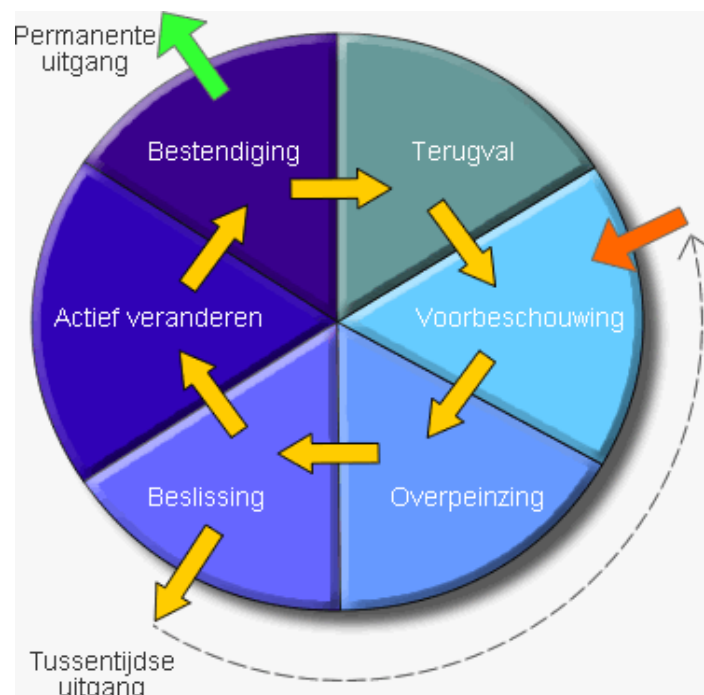 Permanente
uitgang
Bestendiging
Terugval
Actief veranderen
Voorbeschouwing
Beslissing
Overpeinzing
Tussentijdse
uitgang